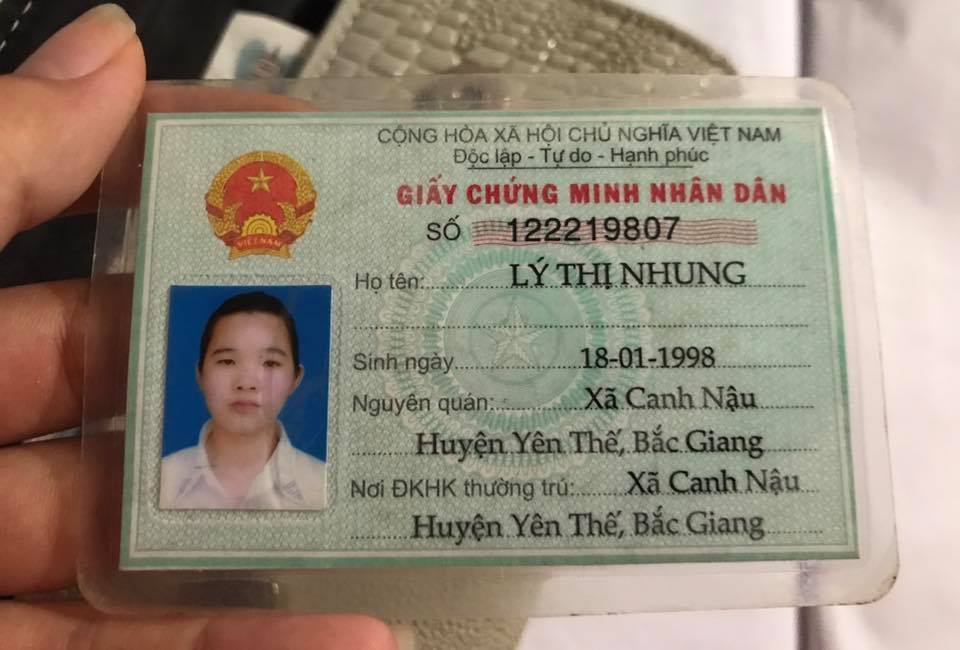 CỘNG HÒA XÃ HỘI CHỦ NGHĨA VIỆT NAM
Độc lập - Tự do - Hạnh phúc
GIẤY CHỨNG MINH NHÂN DÂN
SỐ 122219807
VIỆT NAM
Họ tên: LÝ THỊ NHUNG
Sinh ngày 18-01-1998
Nguyên quán: Xã Canh Nậu
Huyện Yên Thế, Bắc Giang
Nơi ĐKHK thường trú: Xã Canh Nậu
Huyện Yên Thế, Bắc Giang